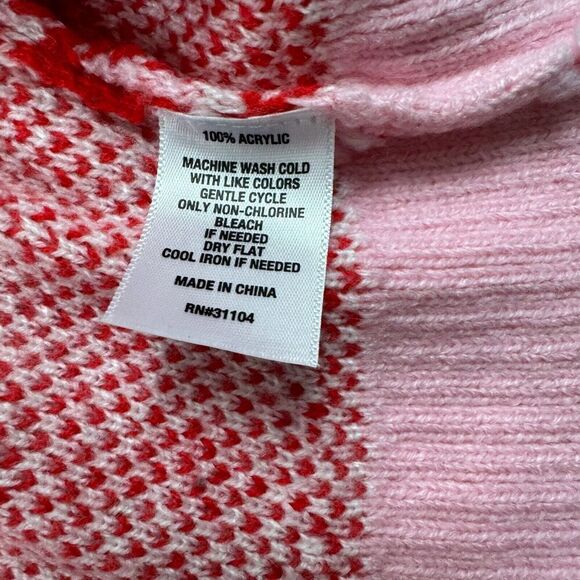 100% ACRYLIC
MACHINE WASH COLD
WITH LIKE COLORS
GENTLE CYCLE
ONLY NON-CHLORINE
BLEACH
IF NEEDED
DRY FLAT
COOL IRON IF NEEDED
MADE IN CHINA
RN#31104